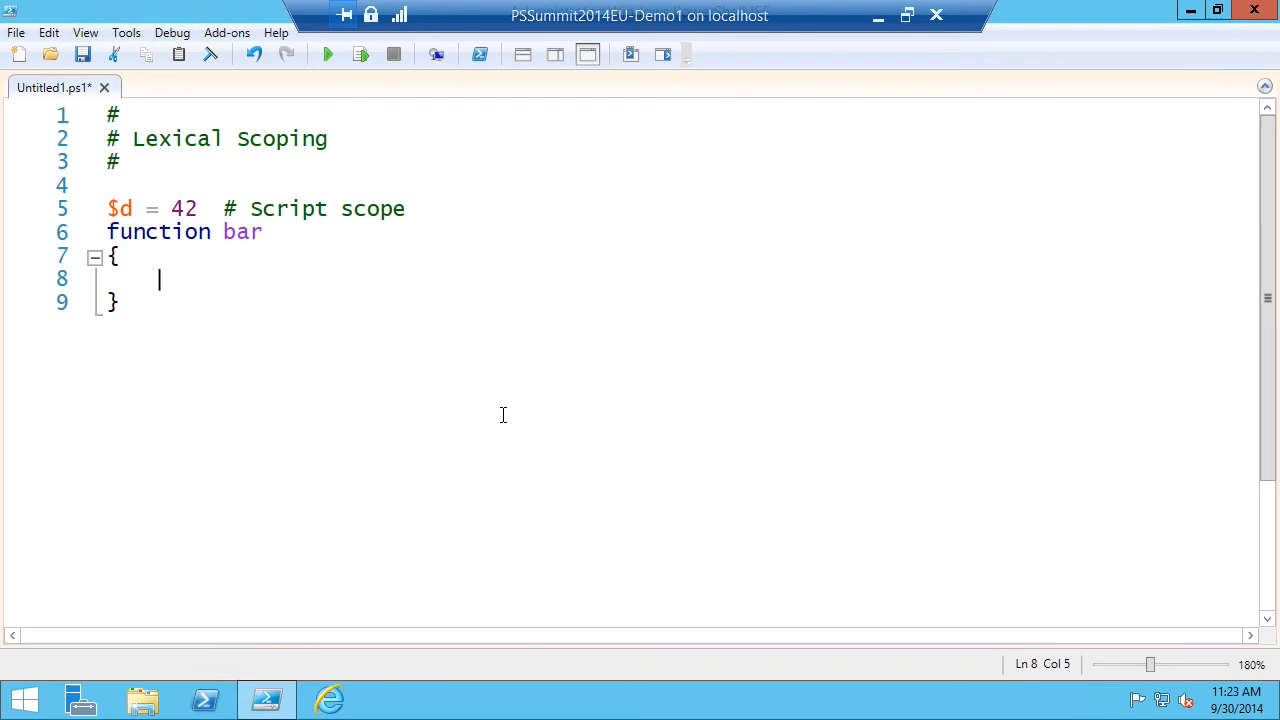 PSSummit2014EU-Demo1 on localhost
File Edit View Tools Debug Add-ons Help
Untitled1.ps1*
1 #
2 # Lexical Scoping
3 #
4
5 $d = 42 # Script scope
6 function bar
7 {
8
9 }
Ln 8 Col 5 180%
11:23 AM
9/30/2014